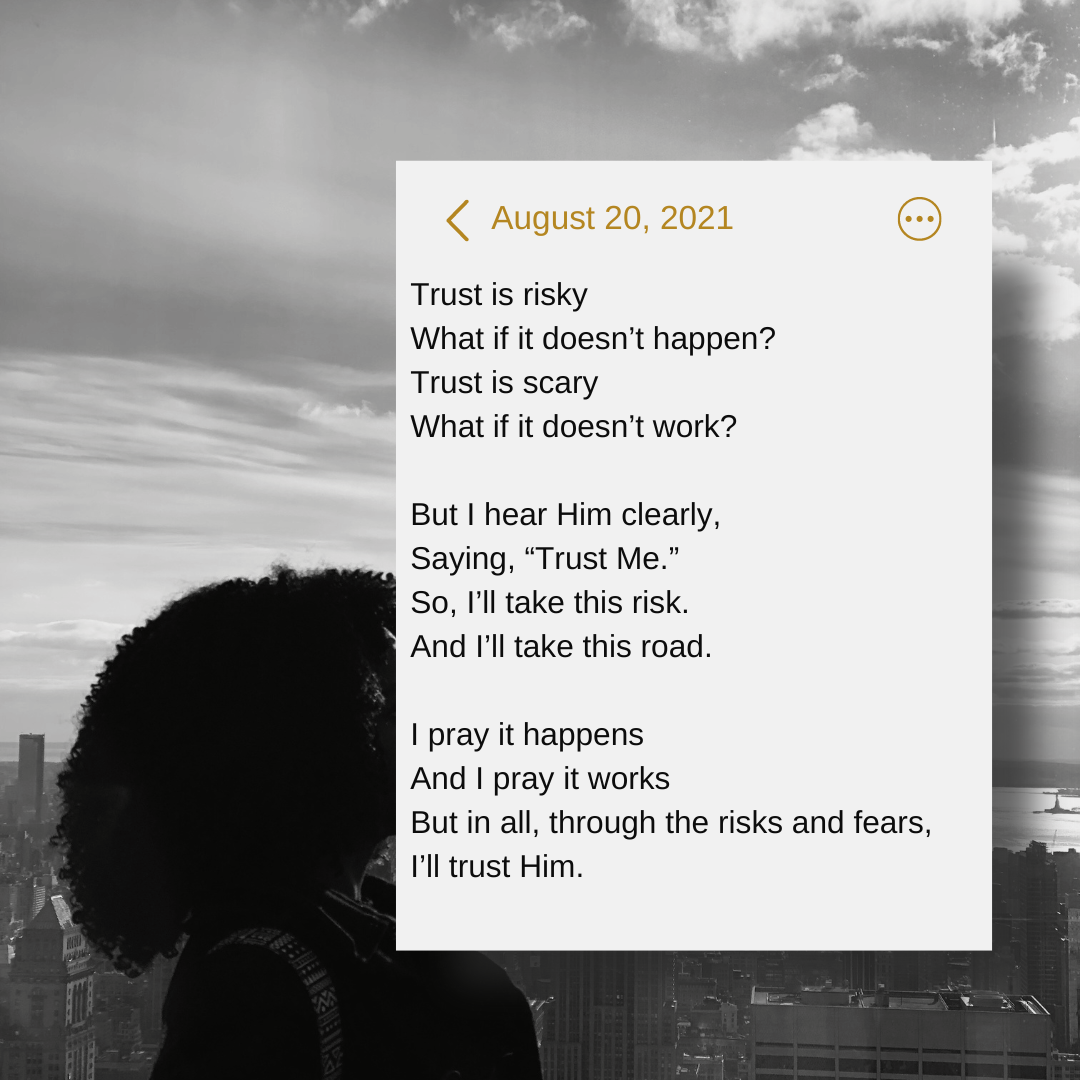 August 20, 2021
Trust is risky
What if it doesn’t happen?
Trust is scary
What if it doesn’t work?
But I hear Him clearly,
Saying, “Trust Me.”
So, I’ll take this risk.
And I’ll take this road.
I pray it happens
And I pray it works
But in all, through the risks and fears,
I’ll trust Him.